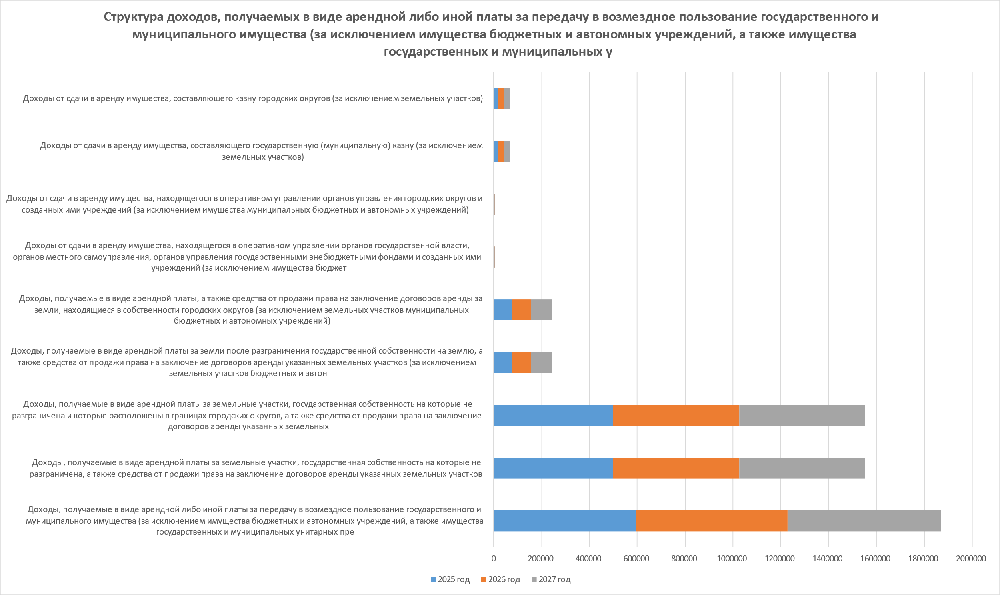 Структура доходов, получаемых в виде арендной либо иной платы за передачу в возмездное пользование государственного и
муниципального имущества (за исключением имущества бюджетных и автономных учреждений, а также имущества
государственных и муниципальных у
Доходы от сдачи в аренду имущества, составляющего казну городских округов (за исключением земельных участков)
Доходы от сдачи в аренду имущества, составляющего государственную (муниципальную) казну (за исключением
земельных участков)
Доходы от сдачи в аренду имущества, находящегося в оперативном управлении органов управления городских округов и
созданных ими учреждений (за исключением имущества муниципальных бюджетных и автономных учреждений)
Доходы от сдачи в аренду имущества, находящегося в оперативном управлении органов государственной власти,
органов местного самоуправления, органов управления государственными внебюджетными фондами и созданных ими
учреждений (за исключением имущества бюджет
Доходы, получаемые в виде арендной платы, а также средства от продажи права на заключение договоров аренды за
земли, находящиеся в собственности городских округов (за исключением земельных участков муниципальных
бюджетных и автономных учреждений)
Доходы, получаемые в виде арендной платы за земли после разграничения государственной собственности на землю, а
также средства от продажи права на заключение договоров аренды указанных земельных участков (за исключением
земельных участков бюджетных и автон
Доходы, получаемые в виде арендной платы за земельные участки, государственная собственность на которые не
разграничена и которые расположены в границах городских округов, а также средства от продажи права на заключение
договоров аренды указанных земельных
Доходы, получаемые в виде арендной платы за земельные участки, государственная собственность на которые не
разграничена, а также средства от продажи права на заключение договоров аренды указанных земельных участков
Доходы, получаемые в виде арендной либо иной платы за передачу в возмездное пользование государственного и
муниципального имущества (за исключением имущества бюджетных и автономных учреждений, а также имущества
государственных и муниципальных унитарных пре
0 200000 400000 600000 800000 1000000 1200000 1400000 1600000 1800000 2000000
2025 год 2026 год 2027 год